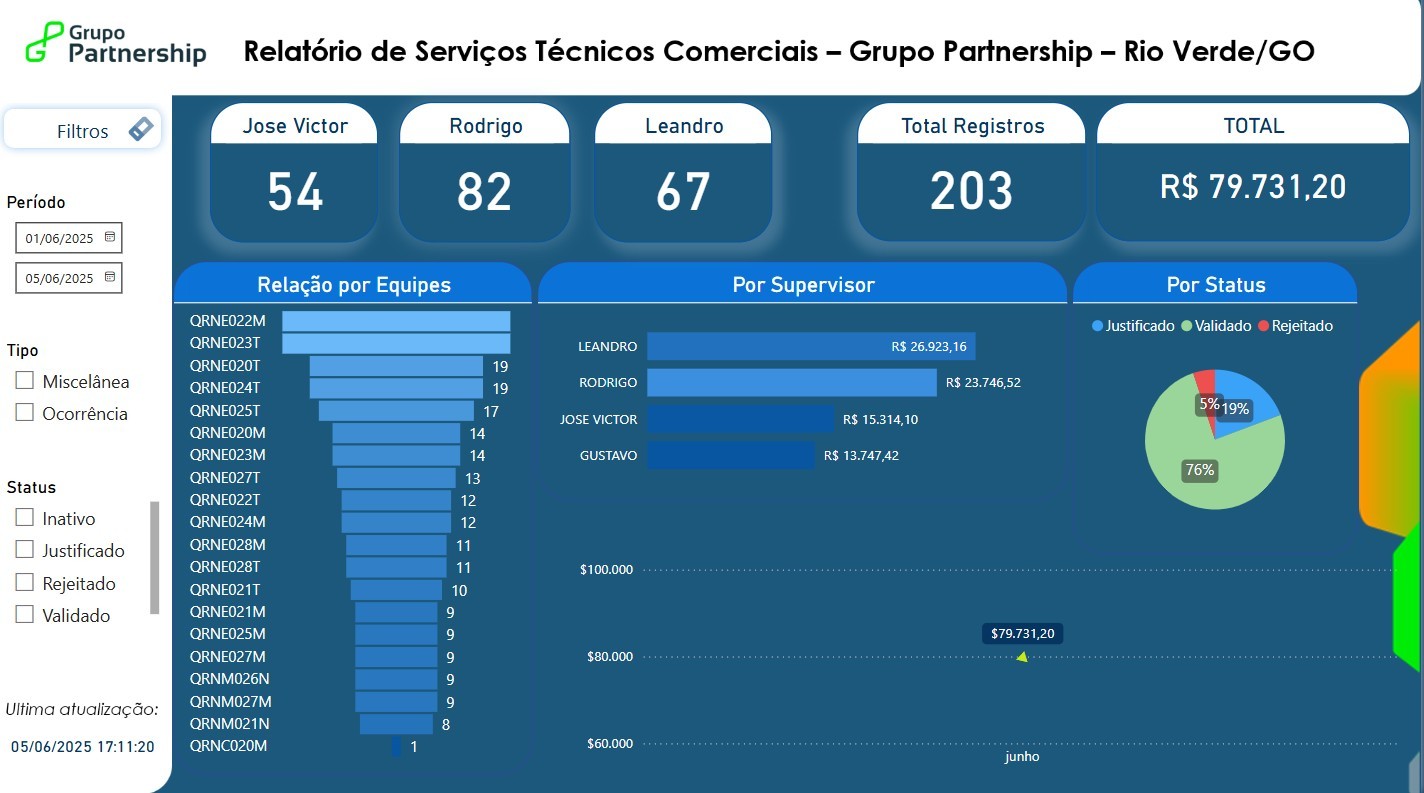 Grupo
Partnership
Relatório de Serviços Técnicos Comerciais – Grupo Partnership – Rio Verde/GO
Filtros
Jose Victor
54
Rodrigo
82
Leandro
67
Total Registros
203
TOTAL
R$ 79.731,20
Período
01/06/2025
05/06/2025
Tipo
Miscelânea
Ocorrência
Status
Inativo
Justificado
Rejeitado
Validado
Ultima atualização:
05/06/2025 17:11:20
Relação por Equipes
QRNE022M
QRNE023T
QRNE020T 19
QRNE024T 19
QRNE025T 17
QRNE020M 14
QRNE023M 14
QRNE027T 13
QRNE022T 12
QRNE024M 12
QRNE028M 11
QRNE028T 11
QRNE021T 10
QRNE021M 9
QRNE025M 9
QRNE027M 9
QRNM026N 9
QRNM027M 9
QRNM021N 8
QRNC020M 1
Por Supervisor
LEANDRO R$ 26.923,16
RODRIGO R$ 23.746,52
JOSE VICTOR R$ 15.314,10
GUSTAVO R$ 13.747,42
Por Status
Justificado Validado Rejeitado
5% 19%
76%
$100.000
$79.731,20
$80.000
$60.000
junho